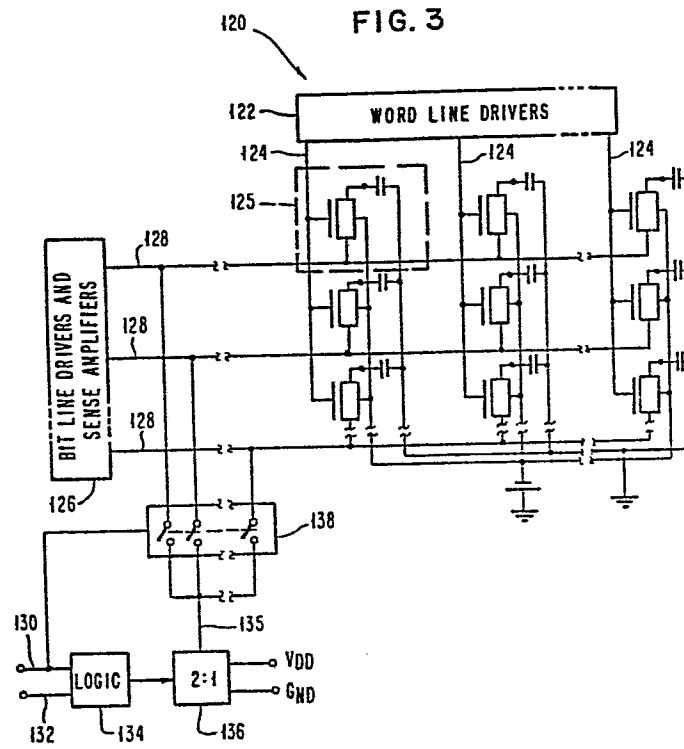 FIG. 3
120
122
WORD LINE DRIVERS
124
124
124
125
128
BIT LINE DRIVERS AND
SENSE AMPLIFIERS
128
128
126
138
135
130
132
LOGIC
134
2:1
136
VDD
GND